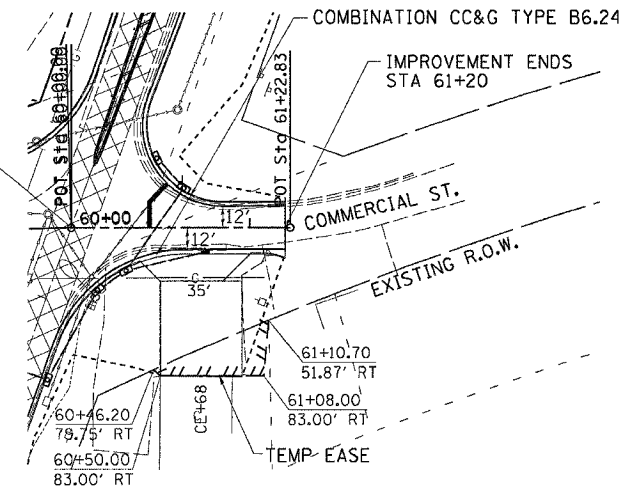 COMBINATION CC&G TYPE B6.24
IMPROVEMENT ENDS
STA 61+20
POT Sta 60+00.00
POT Sta 61+22.83
60+00
12'
12'
COMMERCIAL ST.
EXISTING R.O.W.
35'
61+10.70
51.87' RT
61+08.00
83.00' RT
60+46.20
79.75' RT
60+50.00
83.00' RT
TEMP EASE